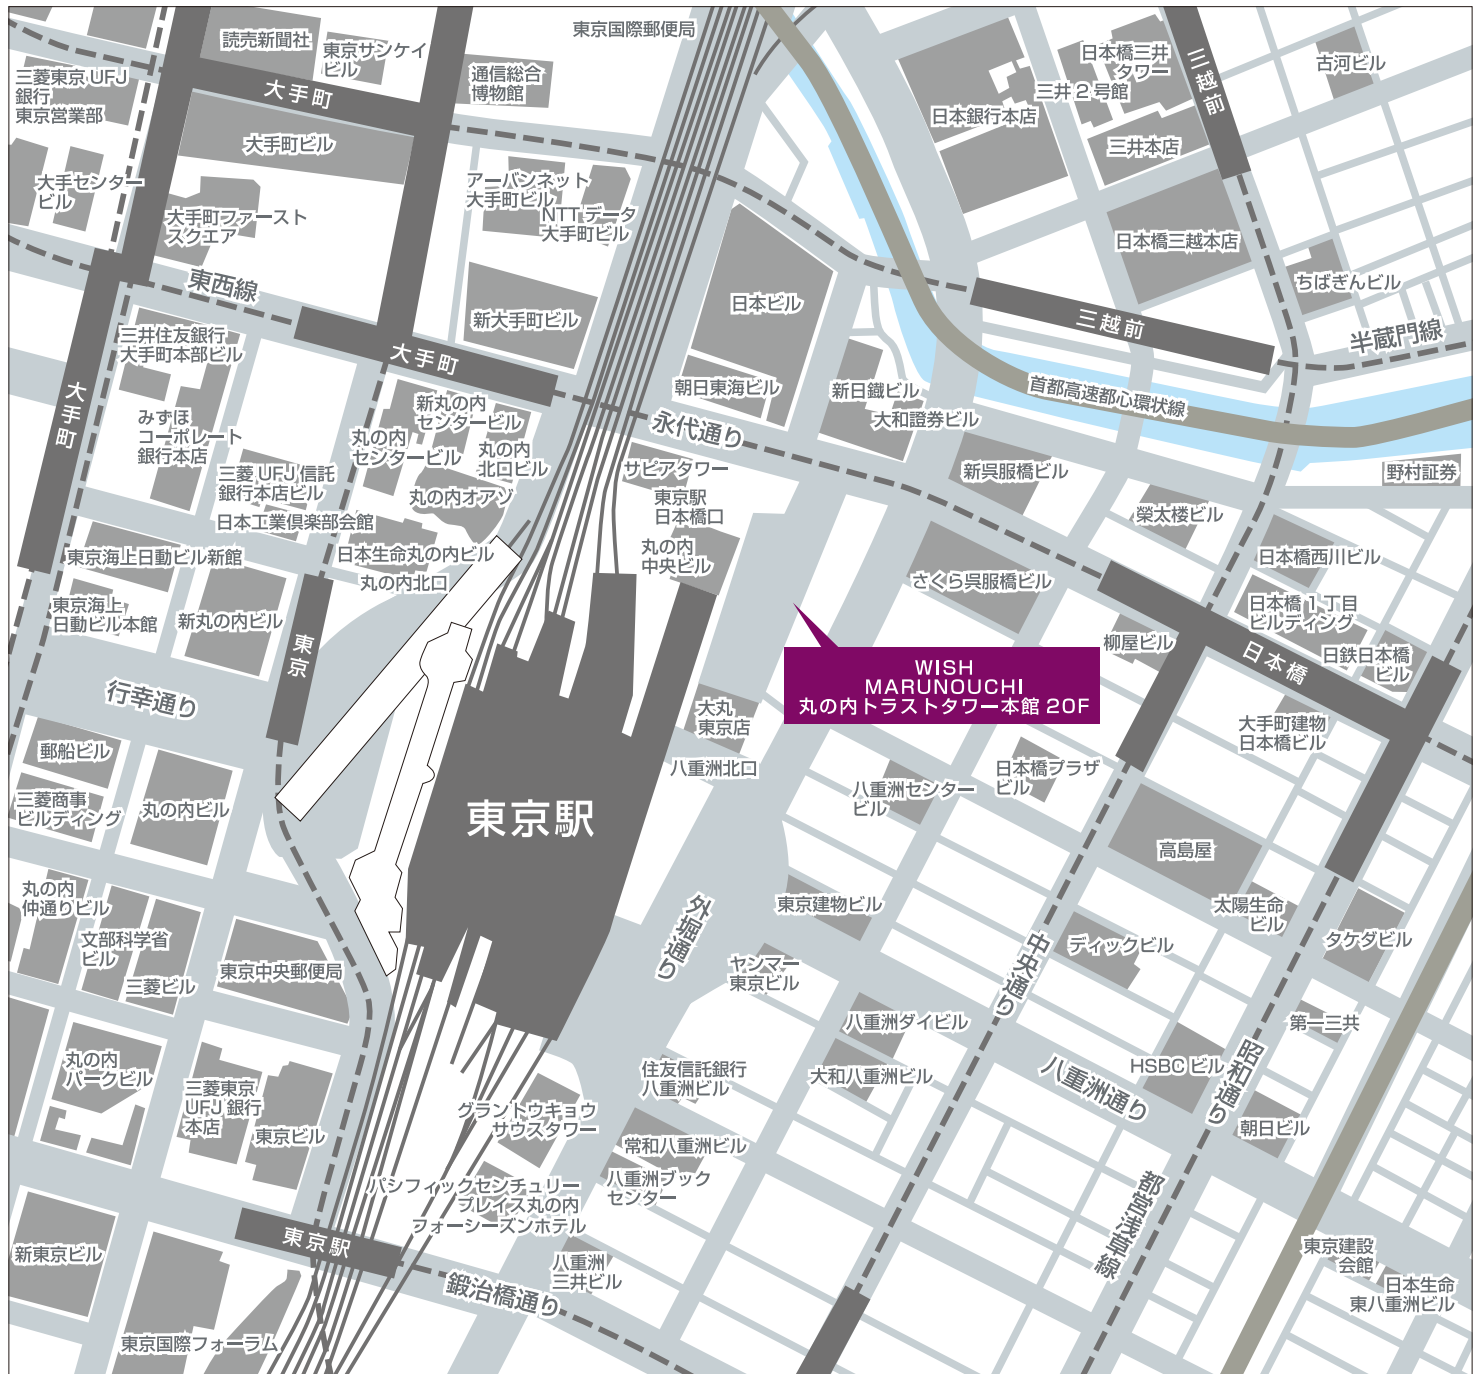 東京国際郵便局
読売新聞社
東京サンケイ
ビル
通信総合
博物館
三菱東京 UFJ
銀行
東京営業部
大手町
大手町ビル
日本橋三井
タワー
三井２号館
日本銀行本店
三井本店
三越前
古河ビル
大手センター
ビル
大手町ファースト
スクエア
アーバンネット
大手町ビル
NTT データ
大手町ビル
日本橋三越本店
ちばぎんビル
東西線
新大手町ビル
日本ビル
三越前
半蔵門線
三井住友銀行
大手町本部ビル
大手町
大手町
朝日東海ビル
新日鐵ビル
大和證券ビル
首都高速都心環状線
みずほ
コーポレート
銀行本店
新丸の内
センタービル
丸の内
センタービル
丸の内
北口ビル
永代通り
三菱 UFJ 信託
銀行本店ビル
丸の内オアゾ
サピアタワー
新呉服橋ビル
野村証券
日本工業倶楽部会館
東京駅
日本橋口
榮太楼ビル
東京海上日動ビル新館
日本生命丸の内ビル
丸の内北口
丸の内
中央ビル
さくら呉服橋ビル
日本橋西川ビル
東京海上
日動ビル本館
新丸の内ビル
東京
日本橋１丁目
ビルディング
柳屋ビル
日本橋
日鉄日本橋
ビル
WISH
MARUNOUCHI
丸の内トラストタワー本館 20F
行幸通り
大丸
東京店
大手町建物
日本橋ビル
郵船ビル
八重洲北口
日本橋プラザ
ビル
八重洲センター
ビル
三菱商事
ビルディング
丸の内ビル
東京駅
高島屋
丸の内
仲通りビル
外堀通り
東京建物ビル
太陽生命
ビル
文部科学省
ビル
三菱ビル
東京中央郵便局
ヤンマー
東京ビル
中央通り
ディックビル
タケダビル
八重洲ダイビル
第一三共
丸の内
パークビル
三菱東京
UFJ 銀行
本店
東京ビル
住友信託銀行
八重洲ビル
大和八重洲ビル
八重洲通り
HSBC ビル
昭和通り
グラントウキョウ
サウスタワー
常和八重洲ビル
朝日ビル
パシフィックセンチュリー
プレイス丸の内
フォーシーズンホテル
八重洲ブック
センター
都営浅草線
新東京ビル
東京駅
鍛治橋通り
八重洲
三井ビル
東京建設
会館
日本生命
東八重洲ビル
東京国際フォーラム